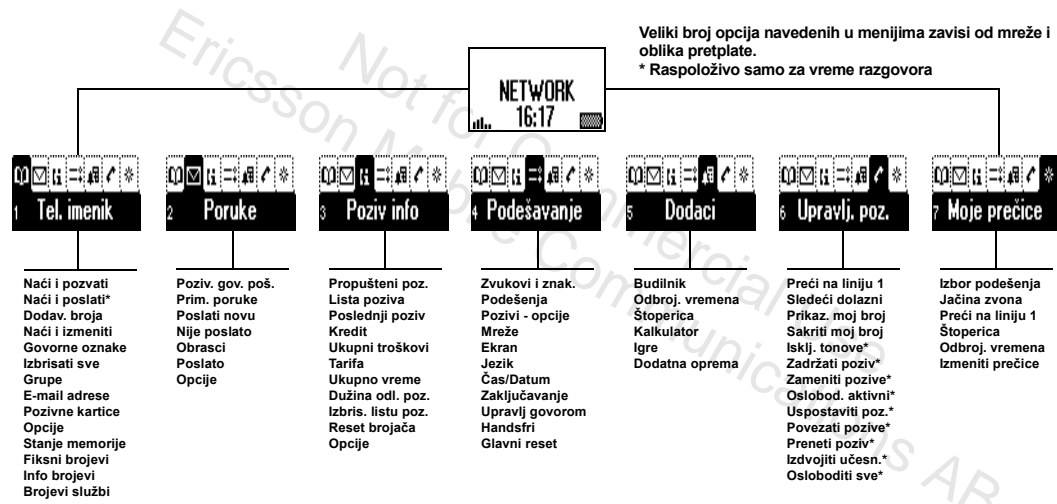 Veliki broj opcija navedenih u menijima zavisi od mreže i
oblika pretplate.
* Raspoloživo samo za vreme razgovora
NETWORK
16:17
1 Tel. imenik
Naći i pozvati
Naći i poslati*
Dodav. broja
Naći i izmeniti
Govorne oznake
Izbrisati sve
Grupe
E-mail adrese
Pozivne kartice
Opcije
Stanje memorije
Fiksni brojevi
Info brojevi
Brojevi službi
2 Poruke
Poziv. gov. poš.
Prim. poruke
Poslati novu
Nije poslato
Obrasci
Poslato
Opcije
3 Poziv info
Propušteni poz.
Lista poziva
Poslednji poziv
Kredit
Ukupni troškovi
Tarifa
Ukupno vreme
Dužina odl. poz.
Izbris. listu poz.
Reset brojača
Opcije
4 Podešavanje
Zvukovi i znak.
Podešenja
Pozivi - opcije
Mreže
Ekran
Jezik
Čas/Datum
Zaključavanje
Upravlj govorom
Handsfri
Glavni reset
5 Dodaci
Budilnik
Odbroj. vremena
Štoperica
Kalkulator
Igre
Dodatna oprema
6 Upravlj. poz.
Preći na liniju 1
Sledeći dolazni
Prikaz. moj broj
Sakriti moj broj
Isklj. tonove*
Zadržati poziv*
Zameniti pozive*
Oslobod. aktivni*
Uspostaviti poz.*
Povezati pozive*
Preneti poziv*
Izdvojiti učesn.*
Osloboditi sve*
7 Moje prečice
Izbor podešenja
Jačina zvona
Preći na liniju 1
Štoperica
Odbroj. vremena
Izmeniti prečice
Not for Commercial Use
Ericsson Mobile Communications AB